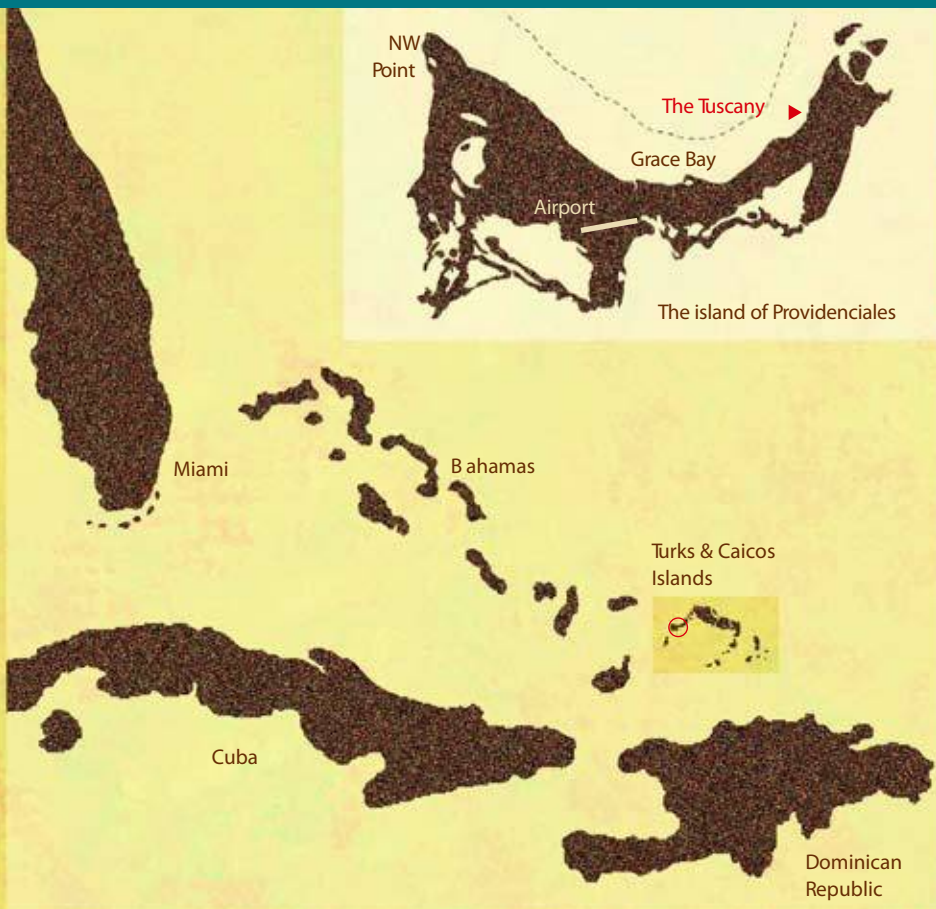 NW
Point
The Tuscany
Grace Bay
Airport
The island of Providenciales
Miami
B ahamas
Turks & Caicos
Islands
Cuba
Dominican
Republic